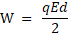 W = qEd/2